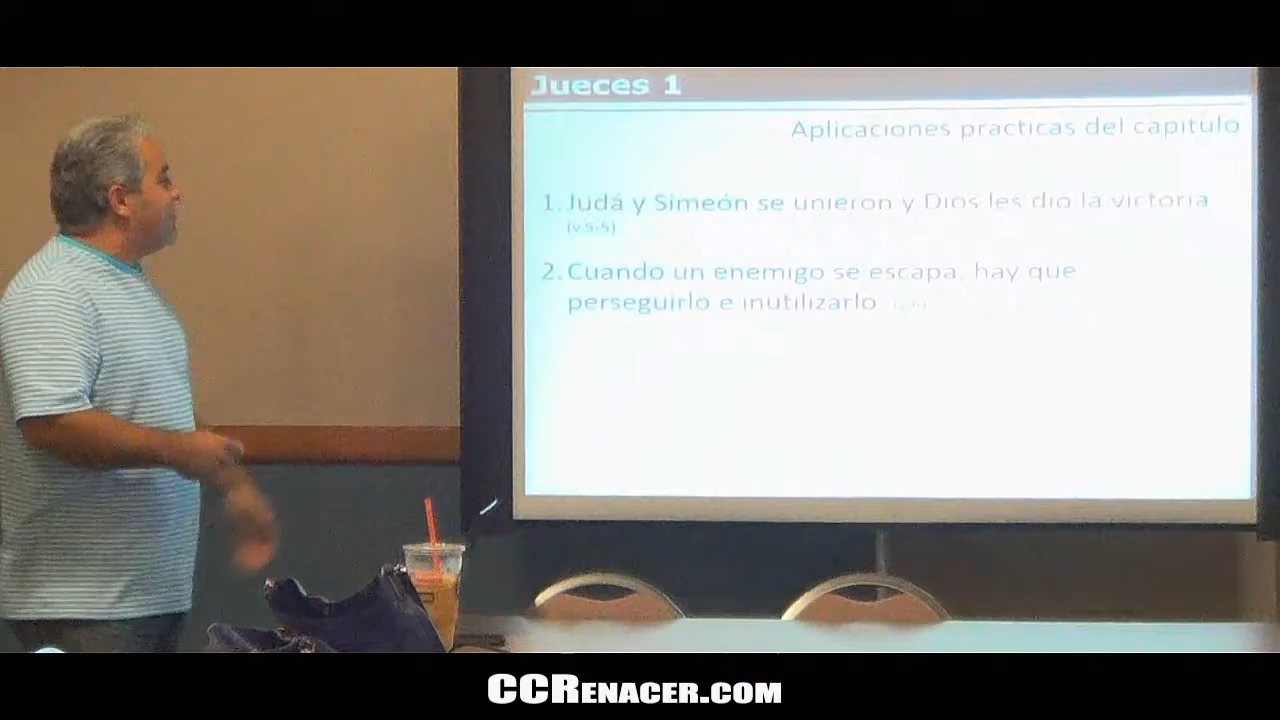 Jueces 1
Aplicaciones practicas del capitulo
1. Judá y Simeón se unieron y Dios les dio la victoria
2. Cuando un enemigo se escapa, hay que
perseguirlo e inutilizarlo
CCRENACER.COM